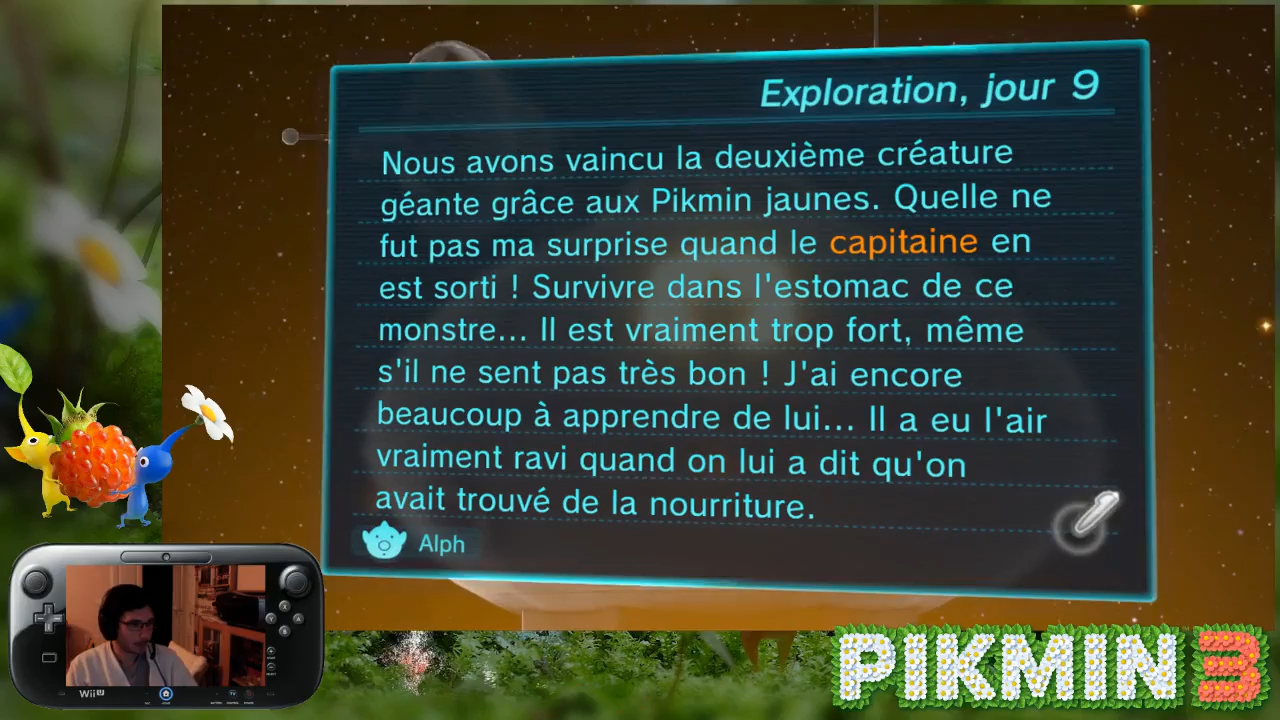 Exploration, jour 9
Nous avons vaincu la deuxième créature
géante grâce aux Pikmin jaunes. Quelle ne
fut pas ma surprise quand le capitaine en
est sorti ! Survivre dans l'estomac de ce
monstre... Il est vraiment trop fort, même
s'il ne sent pas très bon ! J'ai encore
beaucoup à apprendre de lui... Il a eu l'air
vraiment ravi quand on lui a dit qu'on
avait trouvé de la nourriture.
Alph
Wii U
PIKMIN 3